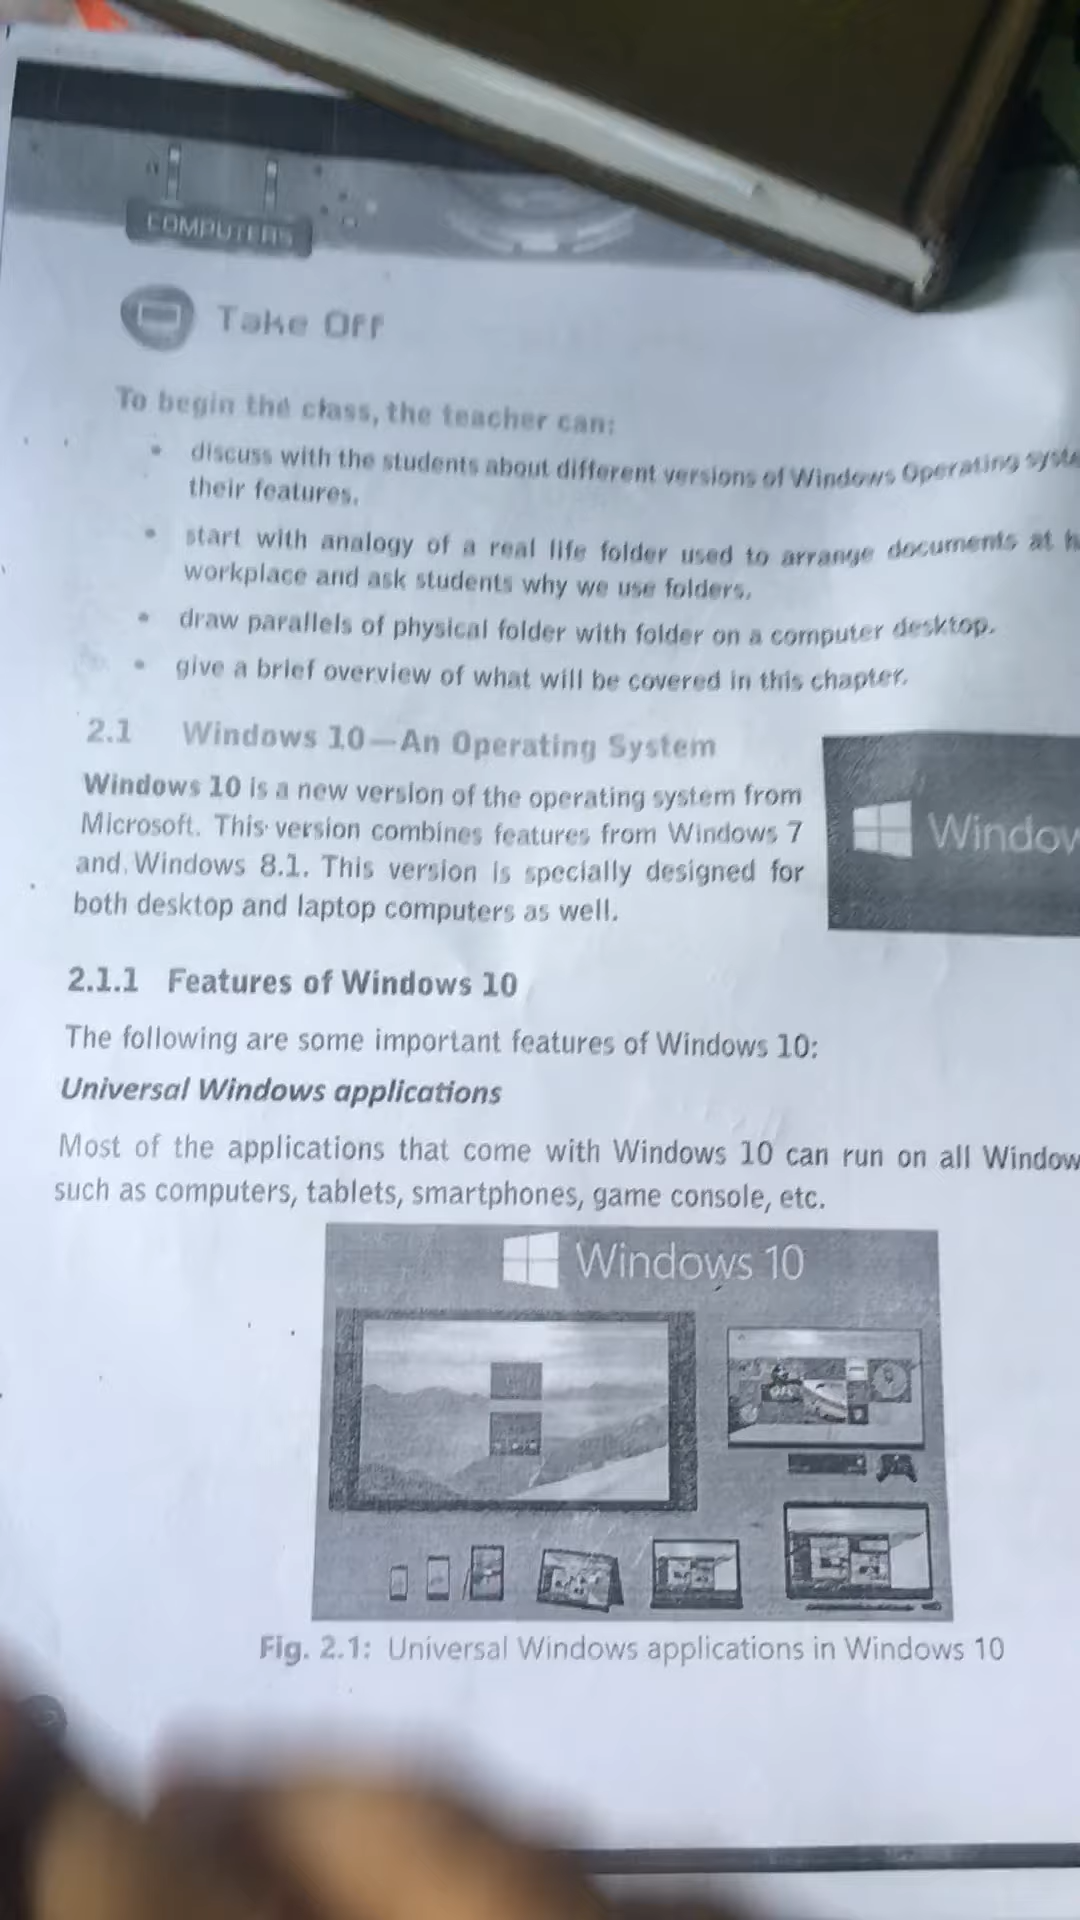 COMPUTERS
Take Off
To begin the class, the teacher can:
• discuss with the students about different versions of Windows Operating
their features.
• start with analogy of a real life folder used to arrange documents at
workplace and ask students why we use folders.
• draw parallels of physical folder with folder on a computer desktop.
• give a brief overview of what will be covered in this chapter.
2.1 Windows 10—An Operating System
Windows 10 is a new version of the operating system from
Microsoft. This version combines features from Windows 7
and Windows 8.1. This version is specially designed for
both desktop and laptop computers as well.
Window
2.1.1 Features of Windows 10
The following are some important features of Windows 10:
Universal Windows applications
Most of the applications that come with Windows 10 can run on all Window
such as computers, tablets, smartphones, game console, etc.
Windows 10
Fig. 2.1: Universal Windows applications in Windows 10